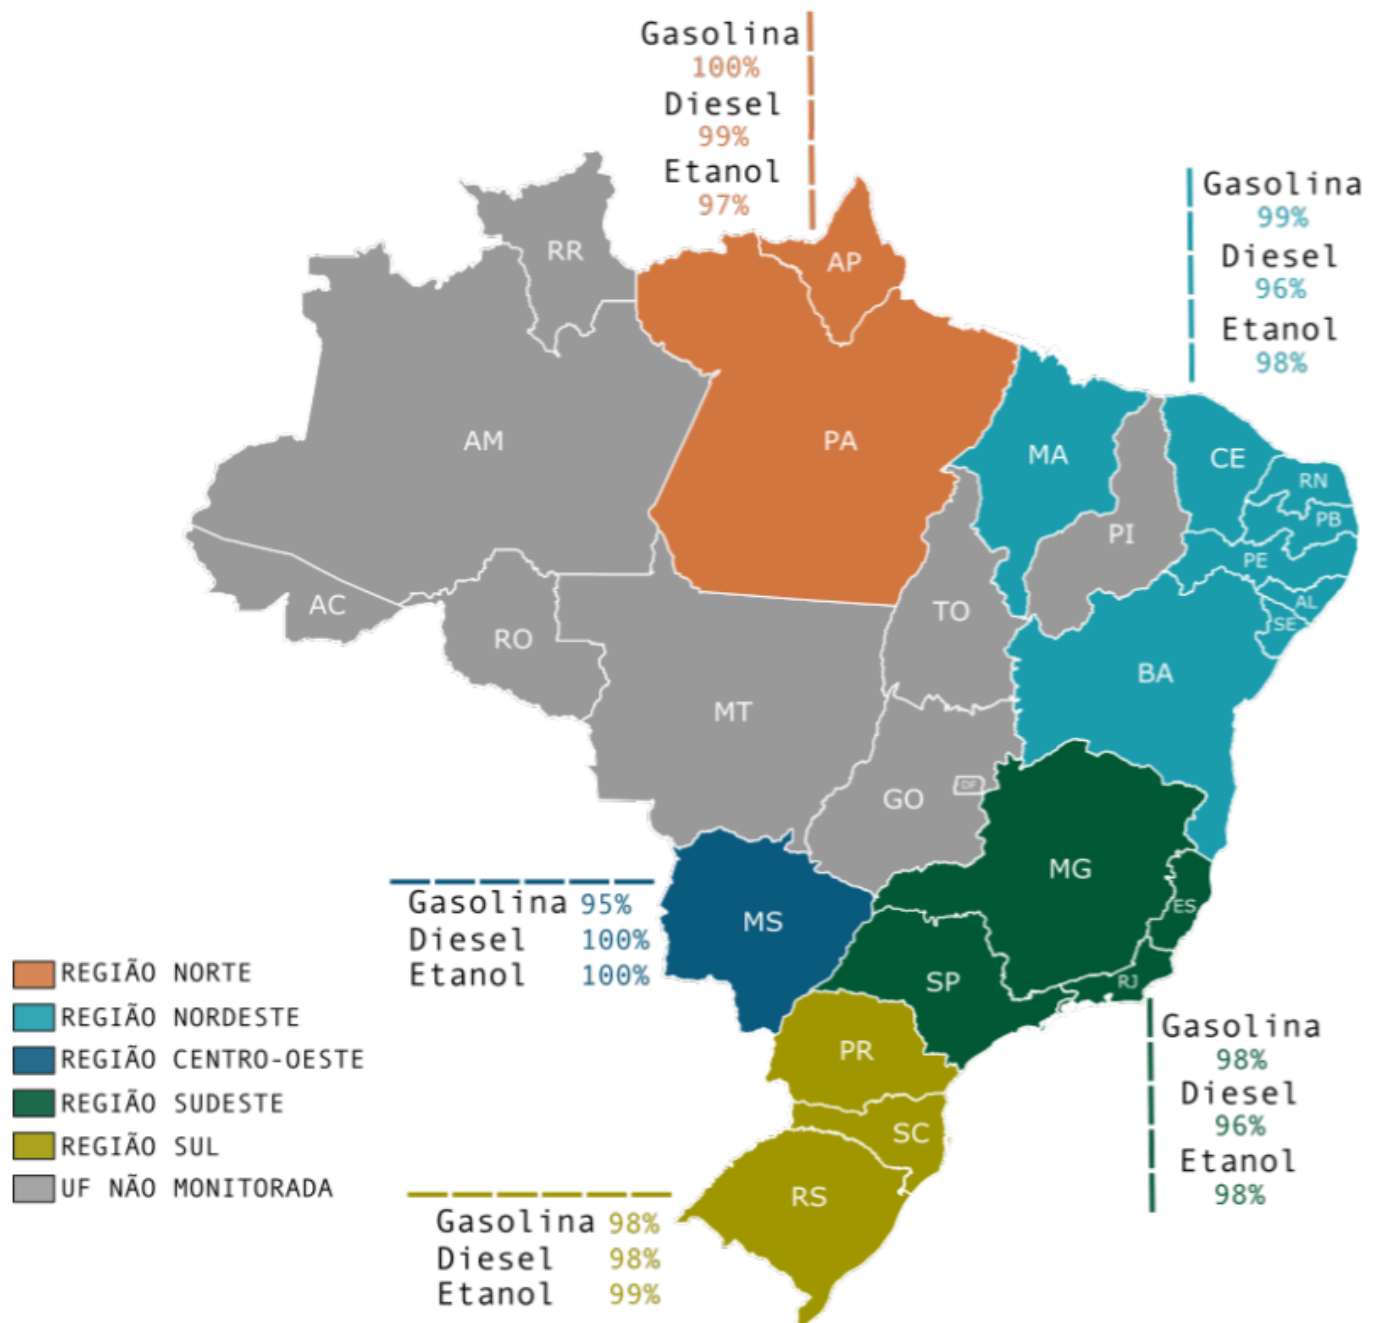 Gasolina
100%
Diesel
99%
Etanol
97%
Gasolina
99%
Diesel
96%
Etanol
98%
RR
AP
AM
PA
MA
CE
RN
PI
PB
PE
AC
TO
AL
RO
SE
BA
MT
GO
DF
MG
MS
ES
SP
RJ
PR
SC
RS
Gasolina 95%
Diesel 100%
Etanol 100%
REGIÃO NORTE
REGIÃO NORDESTE
REGIÃO CENTRO-OESTE
REGIÃO SUDESTE
REGIÃO SUL
UF NÃO MONITORADA
Gasolina
98%
Diesel
96%
Etanol
98%
Gasolina 98%
Diesel 98%
Etanol 99%